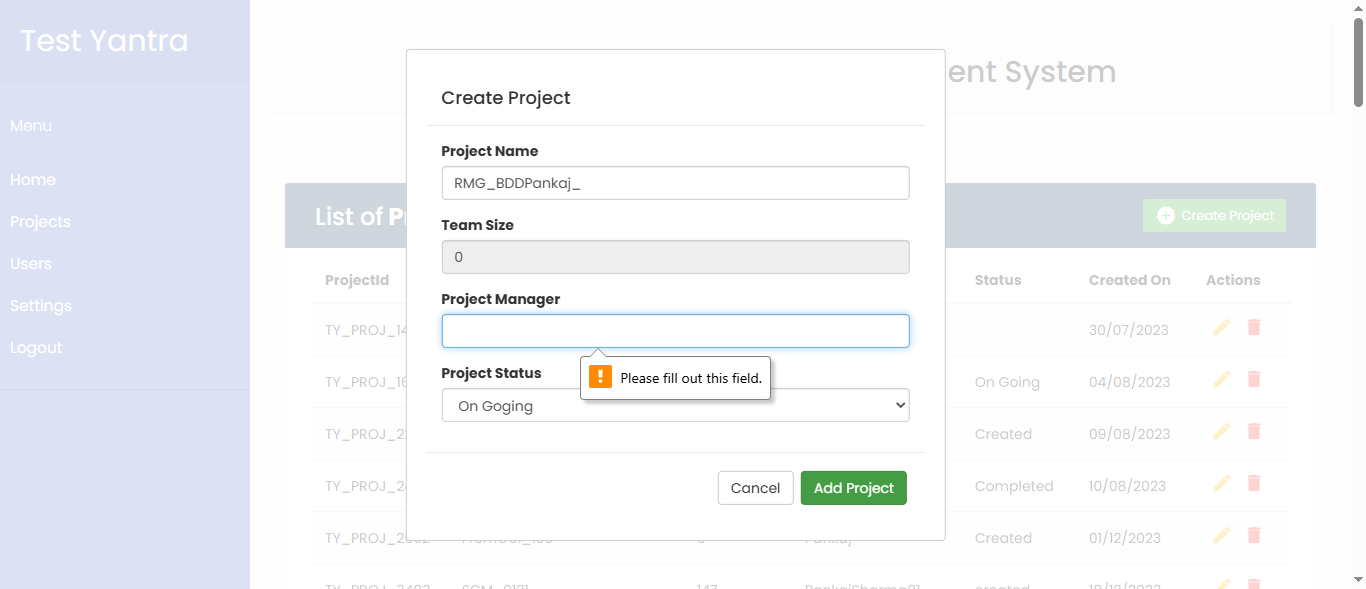 Test Yantra
Menu
Home
Projects
Users
Settings
Logout
ent System
List of P
Create Project
ProjectId
Status
Created On
Actions
TY_PROJ_14
30/07/2023
TY_PROJ_16
On Going
04/08/2023
TY_PROJ_22
Created
09/08/2023
TY_PROJ_24
Completed
10/08/2023
Created
01/12/2023
147
Create Project
Project Name
RMG_BDDPankaj_
Team Size
0
Project Manager
Please fill out this field.
Project Status
On Goging
Cancel
Add Project